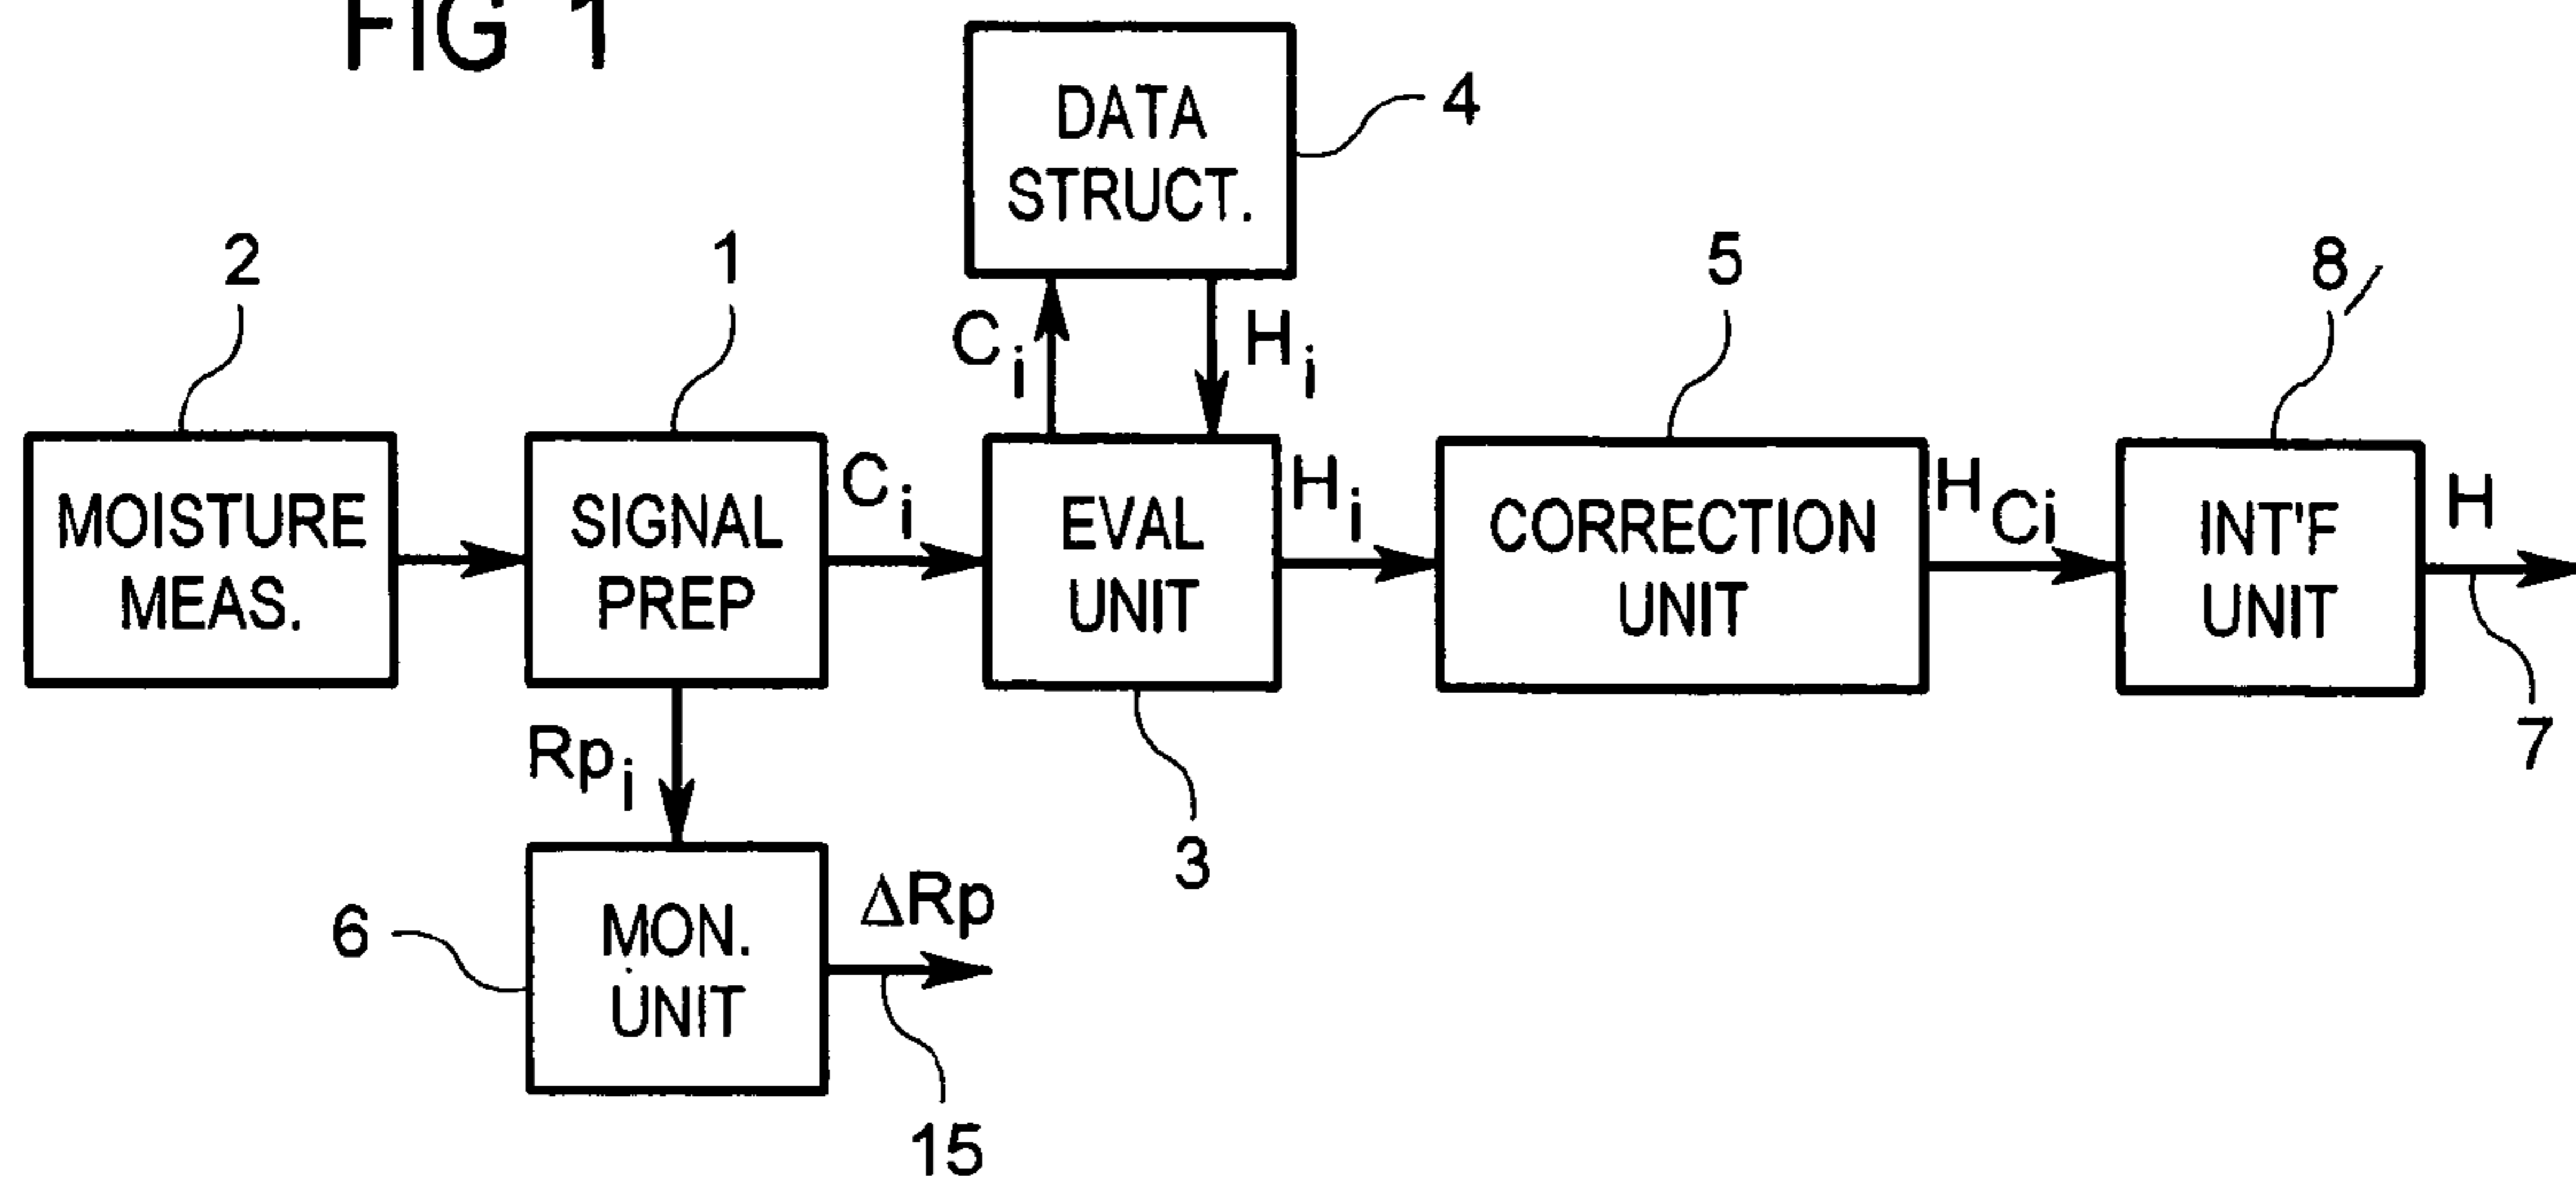 FIG 1
DATA
STRUCT.
4
2
1
5
8
C i
H i
MOISTURE
MEAS.
SIGNAL
PREP
C i
EVAL
UNIT
H i
CORRECTION
UNIT
H Ci
INT'F
UNIT
H
7
Rp i
3
6
MON.
UNIT
ΔRp
15